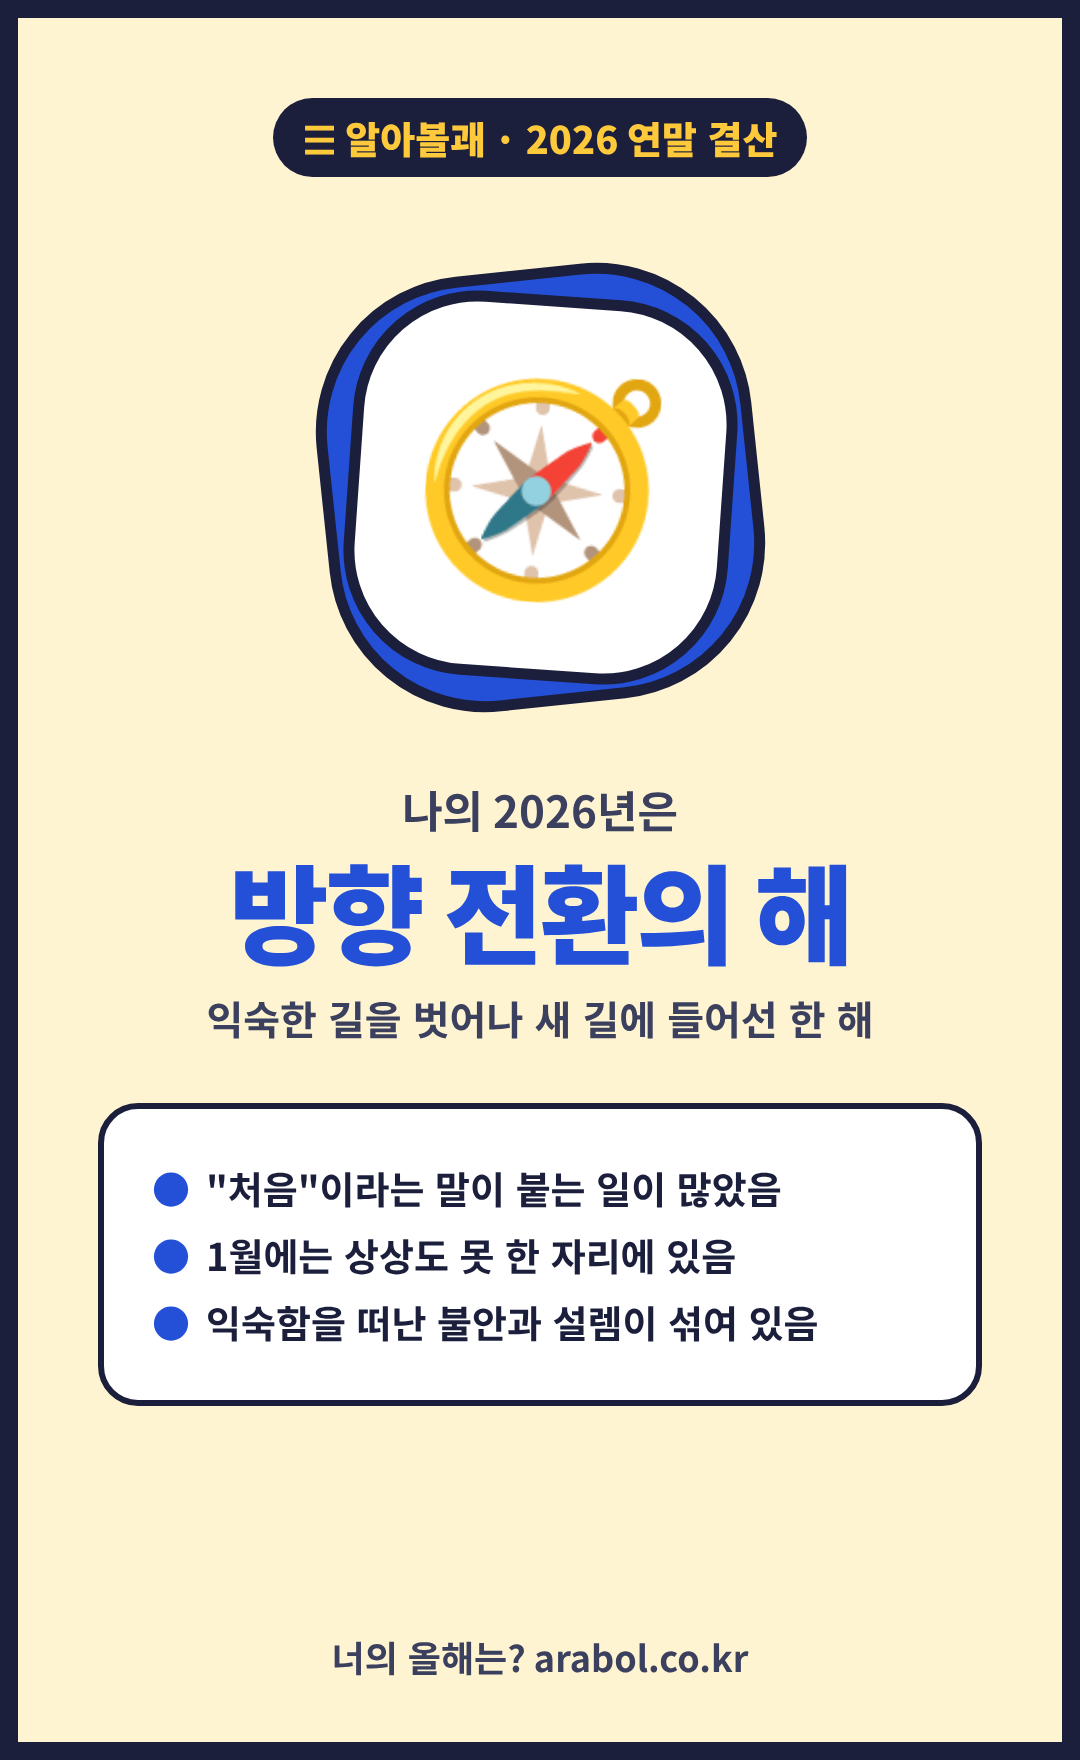 ☰ 알아볼괘 · 2026 연말 결산
나의 2026년은
방향 전환의 해
익숙한 길을 벗어나 새 길에 들어선 한 해
"처음"이라는 말이 붙는 일이 많았음
1월에는 상상도 못 한 자리에 있음
익숙함을 떠난 불안과 설렘이 섞여 있음
너의 올해는? arabol.co.kr